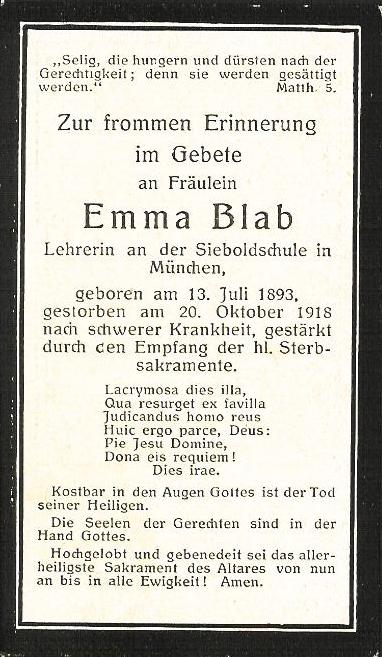 „Selig, die hungern und dürsten nach der
Gerechtigkeit; denn sie werden gesättigt
werden.“ Matth. 5.
Zur frommen Erinnerung
im Gebete
an Fräulein
Emma Blab
Lehrerin an der Sieboldschule in
München,
geboren am 13. Juli 1893,
gestorben am 20. Oktober 1918
nach schwerer Krankheit, gestärkt
durch den Empfang der hl. Sterb-
sakramente.
Lacrymosa dies illa,
Qua resurget ex favilla
Judicandus homo reus
Huic ergo parce, Deus:
Pie Jesu Domine,
Dona eis requiem!
Dies irae.
Kostbar in den Augen Gottes ist der Tod
seiner Heiligen.
Die Seelen der Gerechten sind in der
Hand Gottes.
Hochgelobt und gebenedeit sei das aller-
heiligste Sakrament des Altares von nun
an bis in alle Ewigkeit! Amen.